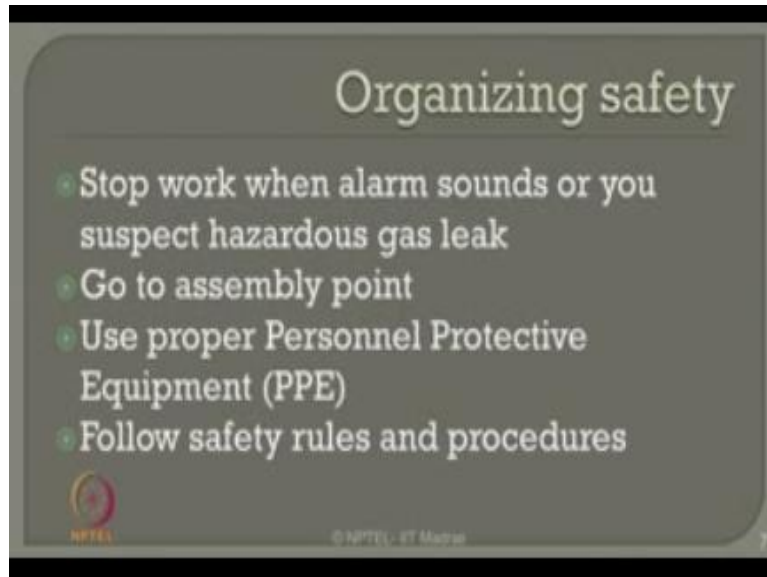 Organizing safety
Stop work when alarm sounds or you
suspect hazardous gas leak
Go to assembly point
Use proper Personnel Protective
Equipment (PPE)
Follow safety rules and procedures
NPTEL
© NPTEL- IIT Madras